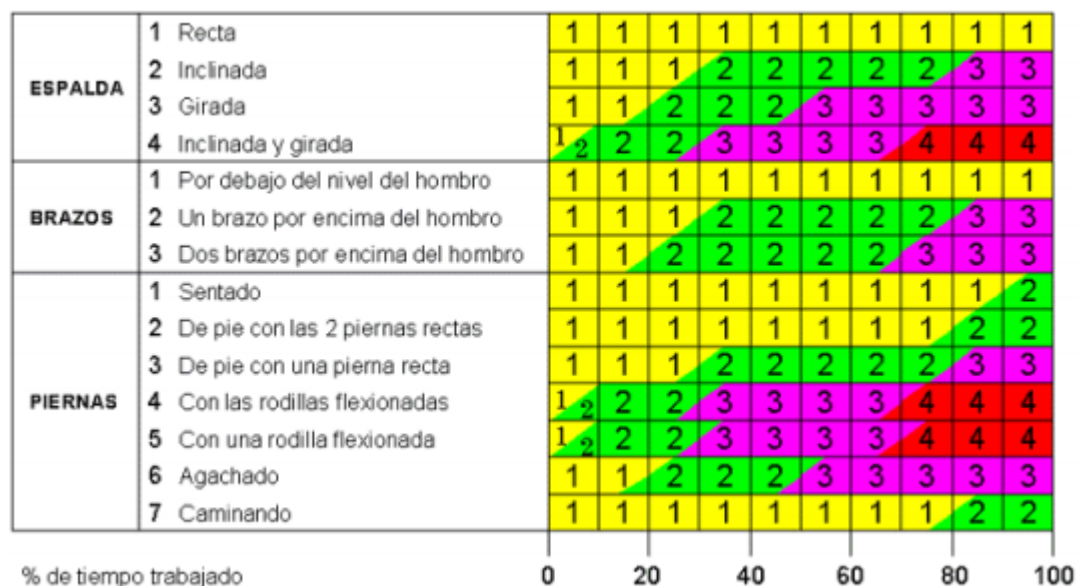 1 Recta 1 1 1 1 1 1 1 1 1 1
2 Inclinada 1 1 1 2 2 2 2 2 3 3
ESPALDA
3 Girada 1 1 2 2 2 3 3 3 3 3
4 Inclinada y girada 1 2 2 2 3 3 3 3 4 4 4
1 Por debajo del nivel del hombro 1 1 1 1 1 1 1 1 1 1
BRAZOS 2 Un brazo por encima del hombro 1 1 1 2 2 2 2 2 3 3
3 Dos brazos por encima del hombro 1 1 2 2 2 2 2 3 3 3
1 Sentado 1 1 1 1 1 1 1 1 1 2
2 De pie con las 2 piernas rectas 1 1 1 1 1 1 1 1 2 2
3 De pie con una pierna recta 1 1 1 2 2 2 2 2 3 3
PIERNAS 4 Con las rodillas flexionadas 1 2 2 2 3 3 3 3 4 4 4
5 Con una rodilla flexionada 1 2 2 2 3 3 3 3 4 4 4
6 Agachado 1 1 2 2 2 3 3 3 3 3
7 Caminando 1 1 1 1 1 1 1 1 2 2
% de tiempo trabajado 0 20 40 60 80 100